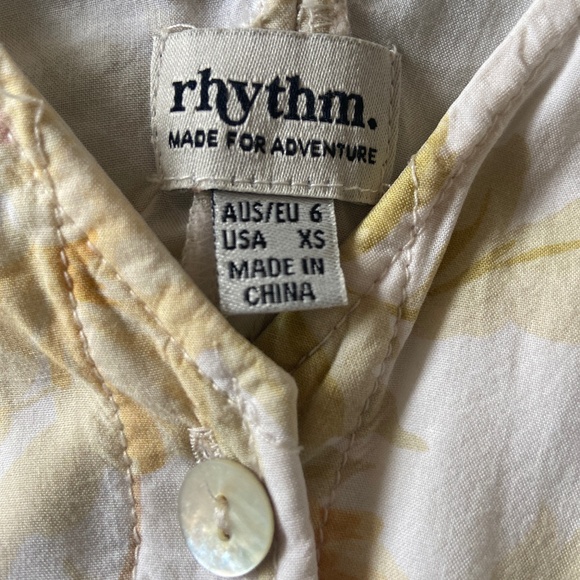 rhythm.
MADE FOR ADVENTURE
AUS/EU 6
USA XS
MADE IN
CHINA